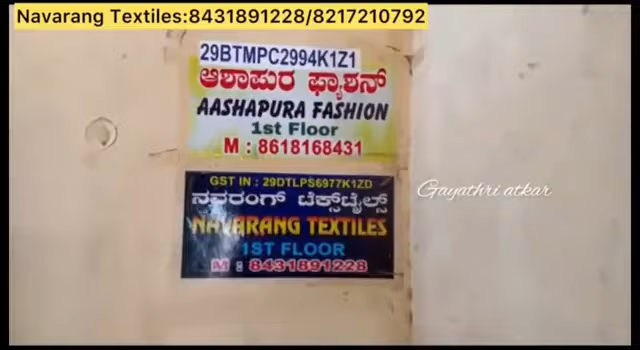 Navarang Textiles:8431891228/8217210792
29BTMPC2994K1Z1
ಆಶಾಪುರ ಫ್ಯಾಶನ್
AASHAPURA FASHION
1st Floor
M : 8618168431
GST IN : 29DTLPS6977K1ZD
ನವರಂಗ್ ಟೆಕ್ಸ್‌ಟೈಲ್ಸ್
NAVARANG TEXTILES
1ST FLOOR
M : 8431891228
Gayathri atkar